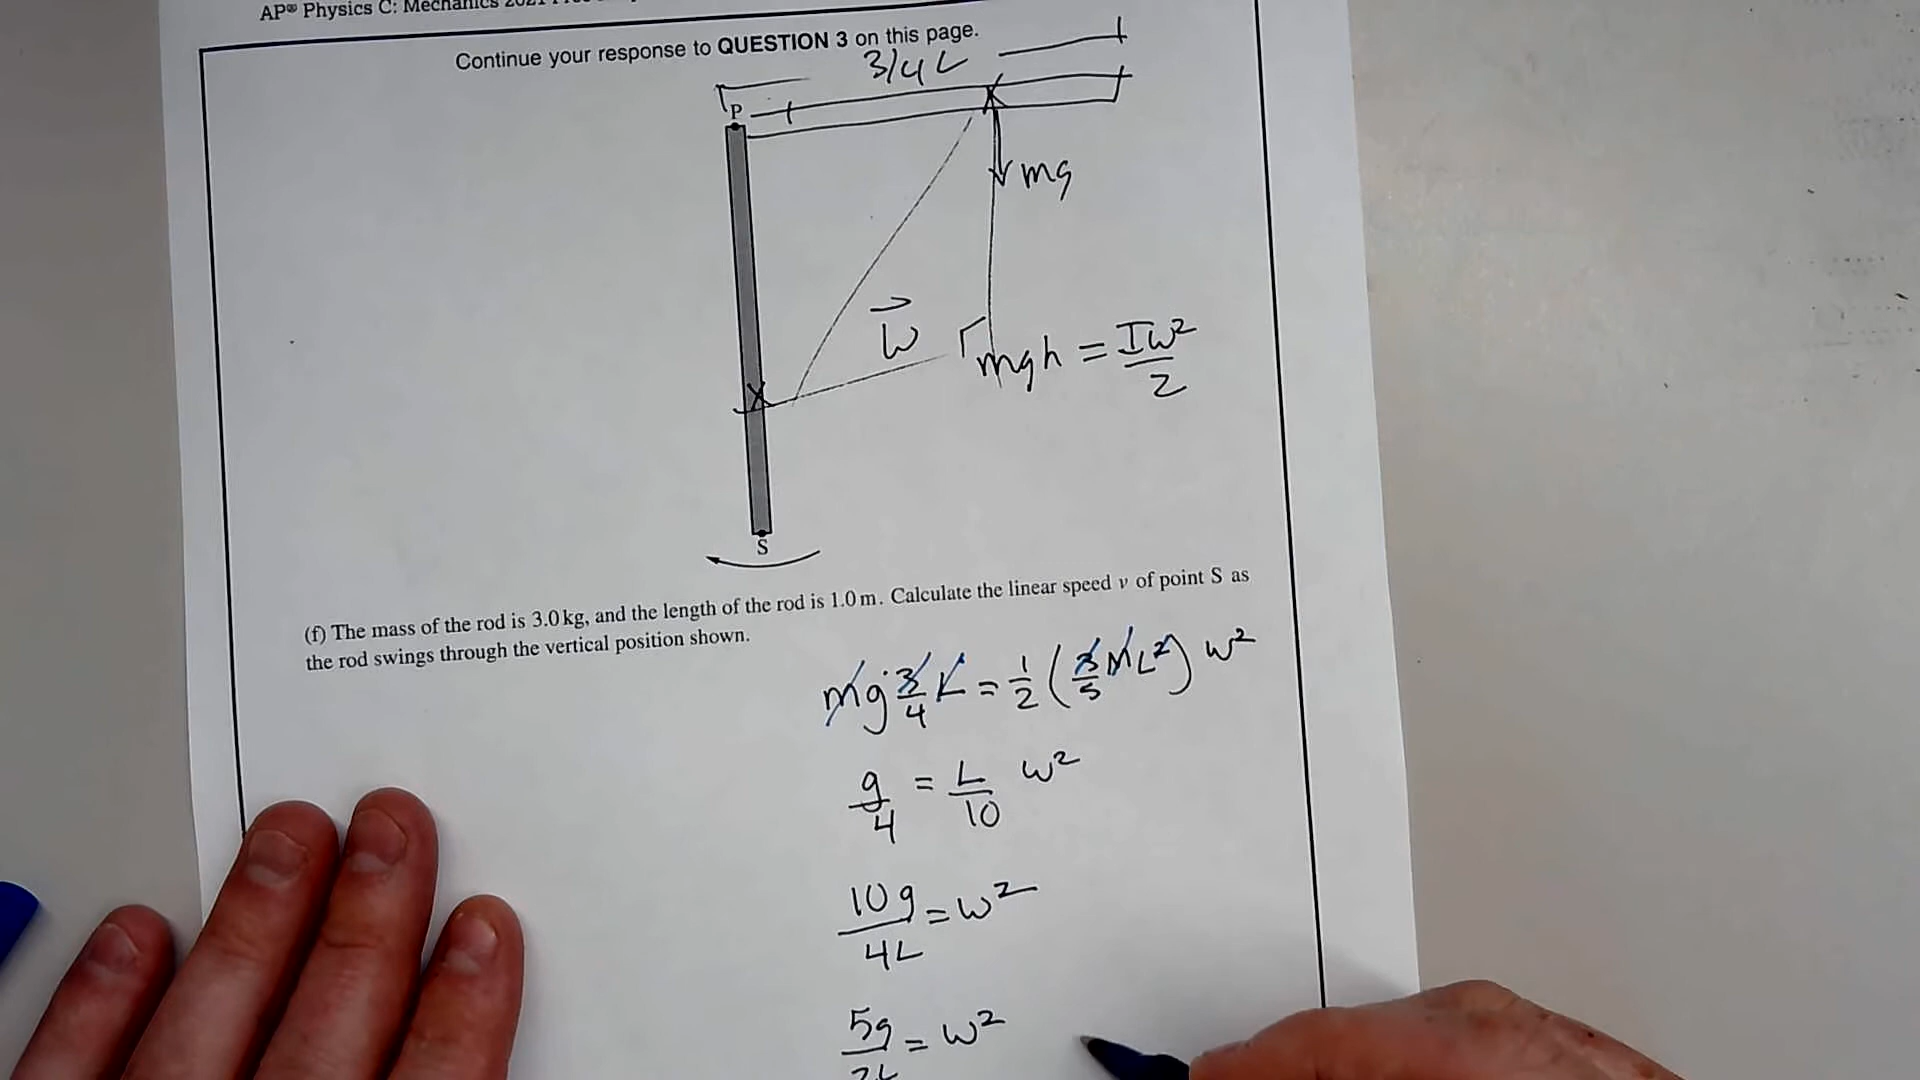 AP® Physics C: Mechanics 2021
Continue your response to QUESTION 3 on this page.
3/4 L
P
mg
w
mgh = Iw²/2
S
(f) The mass of the rod is 3.0 kg, and the length of the rod is 1.0 m. Calculate the linear speed v of point S as
the rod swings through the vertical position shown.
mg 3/4 L = 1/2 (3/5 ML²) w²
g/4 = L/10 w²
10g/4L = w²
5g/2L = w²